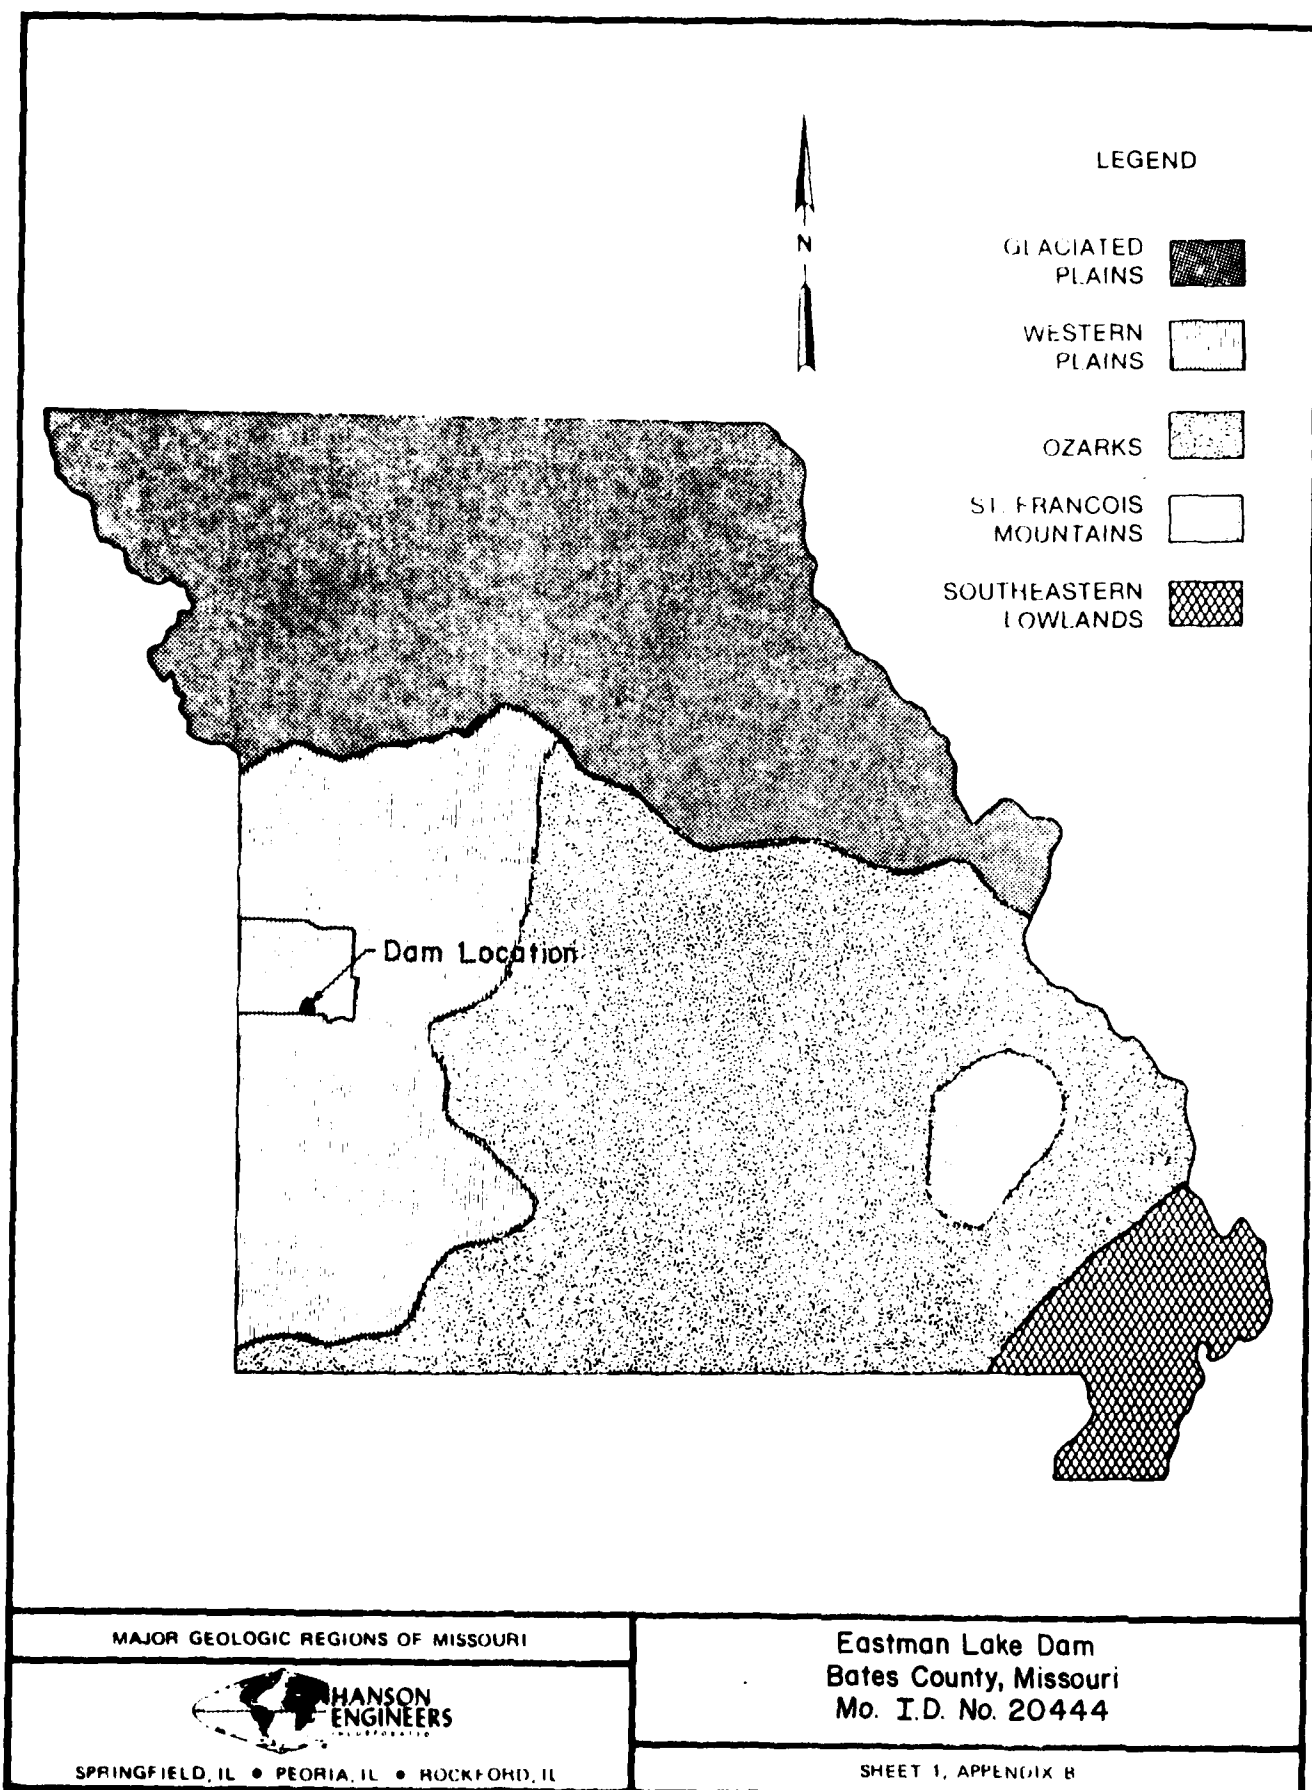 LEGEND
N
GLACIATED
PLAINS
WESTERN
PLAINS
OZARKS
ST. FRANCOIS
MOUNTAINS
SOUTHEASTERN
LOWLANDS
Dam Location
MAJOR GEOLOGIC REGIONS OF MISSOURI
HANSON
ENGINEERS
INCORPORATED
SPRINGFIELD, IL • PEORIA, IL • ROCKFORD, IL
Eastman Lake Dam
Bates County, Missouri
Mo. I.D. No. 20444
SHEET 1, APPENDIX B